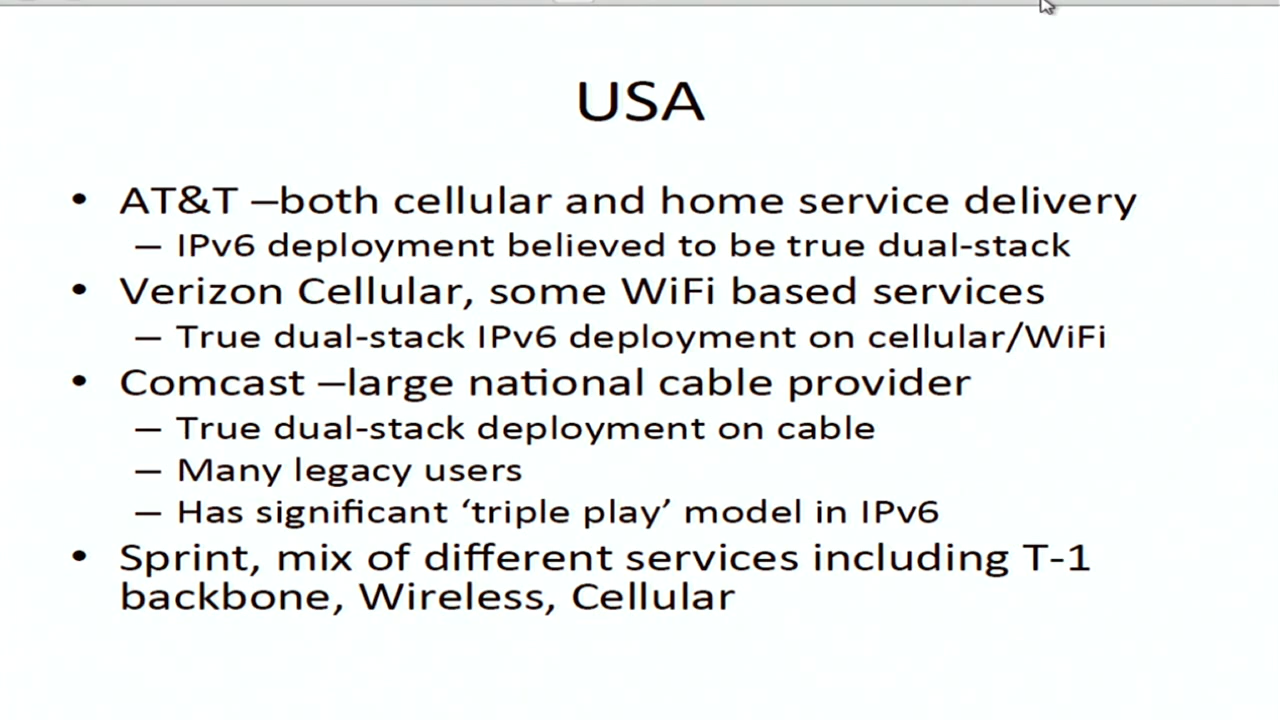 USA
• AT&T –both cellular and home service delivery
– IPv6 deployment believed to be true dual-stack
• Verizon Cellular, some WiFi based services
– True dual-stack IPv6 deployment on cellular/WiFi
• Comcast –large national cable provider
– True dual-stack deployment on cable
– Many legacy users
– Has significant ‘triple play’ model in IPv6
• Sprint, mix of different services including T-1
backbone, Wireless, Cellular